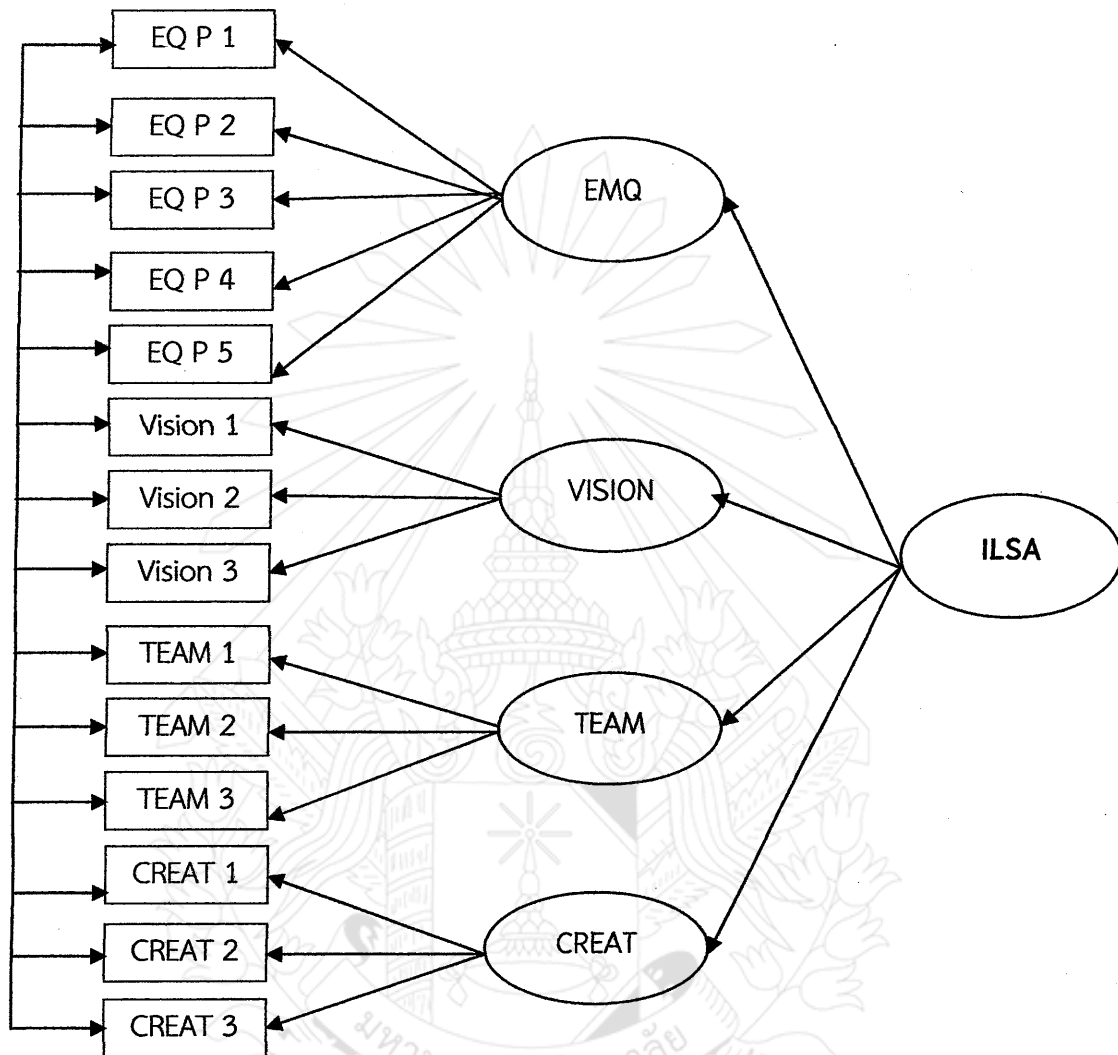 EQ P 1
EQ P 2
EQ P 3
EQ P 4
EQ P 5
Vision 1
Vision 2
Vision 3
TEAM 1
TEAM 2
TEAM 3
CREAT 1
CREAT 2
CREAT 3
EMQ
VISION
TEAM
CREAT
ILSA